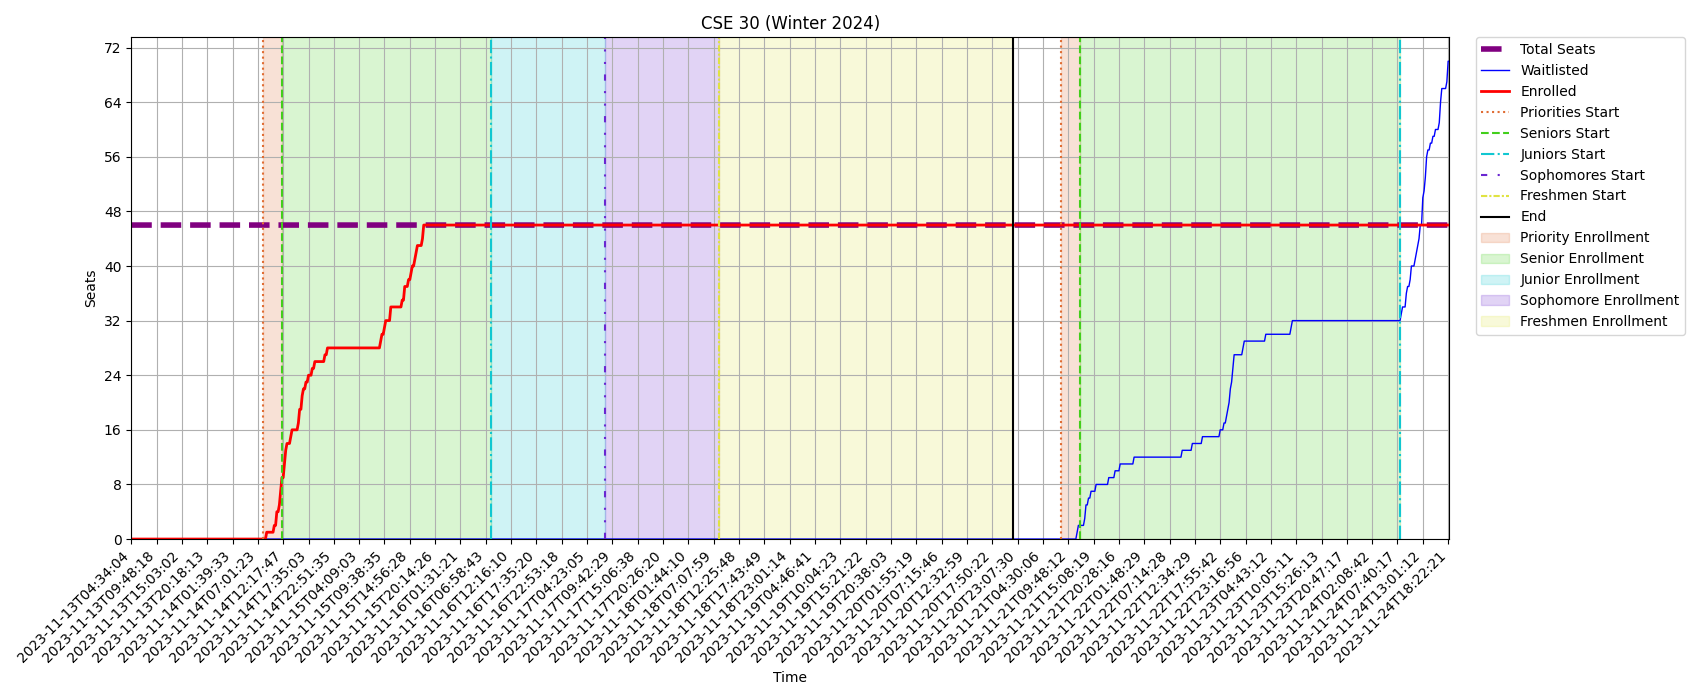 CSE 30 (Winter 2024)
72
64
56
48
40
32
24
16
8
0
Seats
2023-11-13T04:34:04
2023-11-13T09:48:18
2023-11-13T15:03:02
2023-11-13T20:18:13
2023-11-14T01:39:33
2023-11-14T07:01:23
2023-11-14T12:17:47
2023-11-14T17:35:03
2023-11-14T22:51:35
2023-11-15T04:09:03
2023-11-15T09:38:35
2023-11-15T14:56:28
2023-11-15T20:14:26
2023-11-16T01:31:21
2023-11-16T06:58:43
2023-11-16T12:16:10
2023-11-16T17:35:20
2023-11-16T22:53:18
2023-11-17T04:23:05
2023-11-17T09:42:29
2023-11-17T15:06:38
2023-11-17T20:26:20
2023-11-18T01:44:10
2023-11-18T07:07:59
2023-11-18T12:25:48
2023-11-18T17:43:49
2023-11-18T23:01:14
2023-11-19T04:46:41
2023-11-19T10:04:23
2023-11-19T15:21:22
2023-11-19T20:38:03
2023-11-20T01:55:19
2023-11-20T07:15:46
2023-11-20T12:32:59
2023-11-20T17:50:22
2023-11-20T23:07:30
2023-11-21T04:30:06
2023-11-21T09:48:12
2023-11-21T15:08:19
2023-11-21T20:28:16
2023-11-22T01:48:29
2023-11-22T07:14:28
2023-11-22T12:34:29
2023-11-22T17:55:42
2023-11-22T23:16:56
2023-11-23T04:43:12
2023-11-23T10:05:11
2023-11-23T15:26:13
2023-11-23T20:47:17
2023-11-24T02:08:42
2023-11-24T07:40:17
2023-11-24T13:01:12
2023-11-24T18:22:21
Time
Total Seats
Waitlisted
Enrolled
Priorities Start
Seniors Start
Juniors Start
Sophomores Start
Freshmen Start
End
Priority Enrollment
Senior Enrollment
Junior Enrollment
Sophomore Enrollment
Freshmen Enrollment